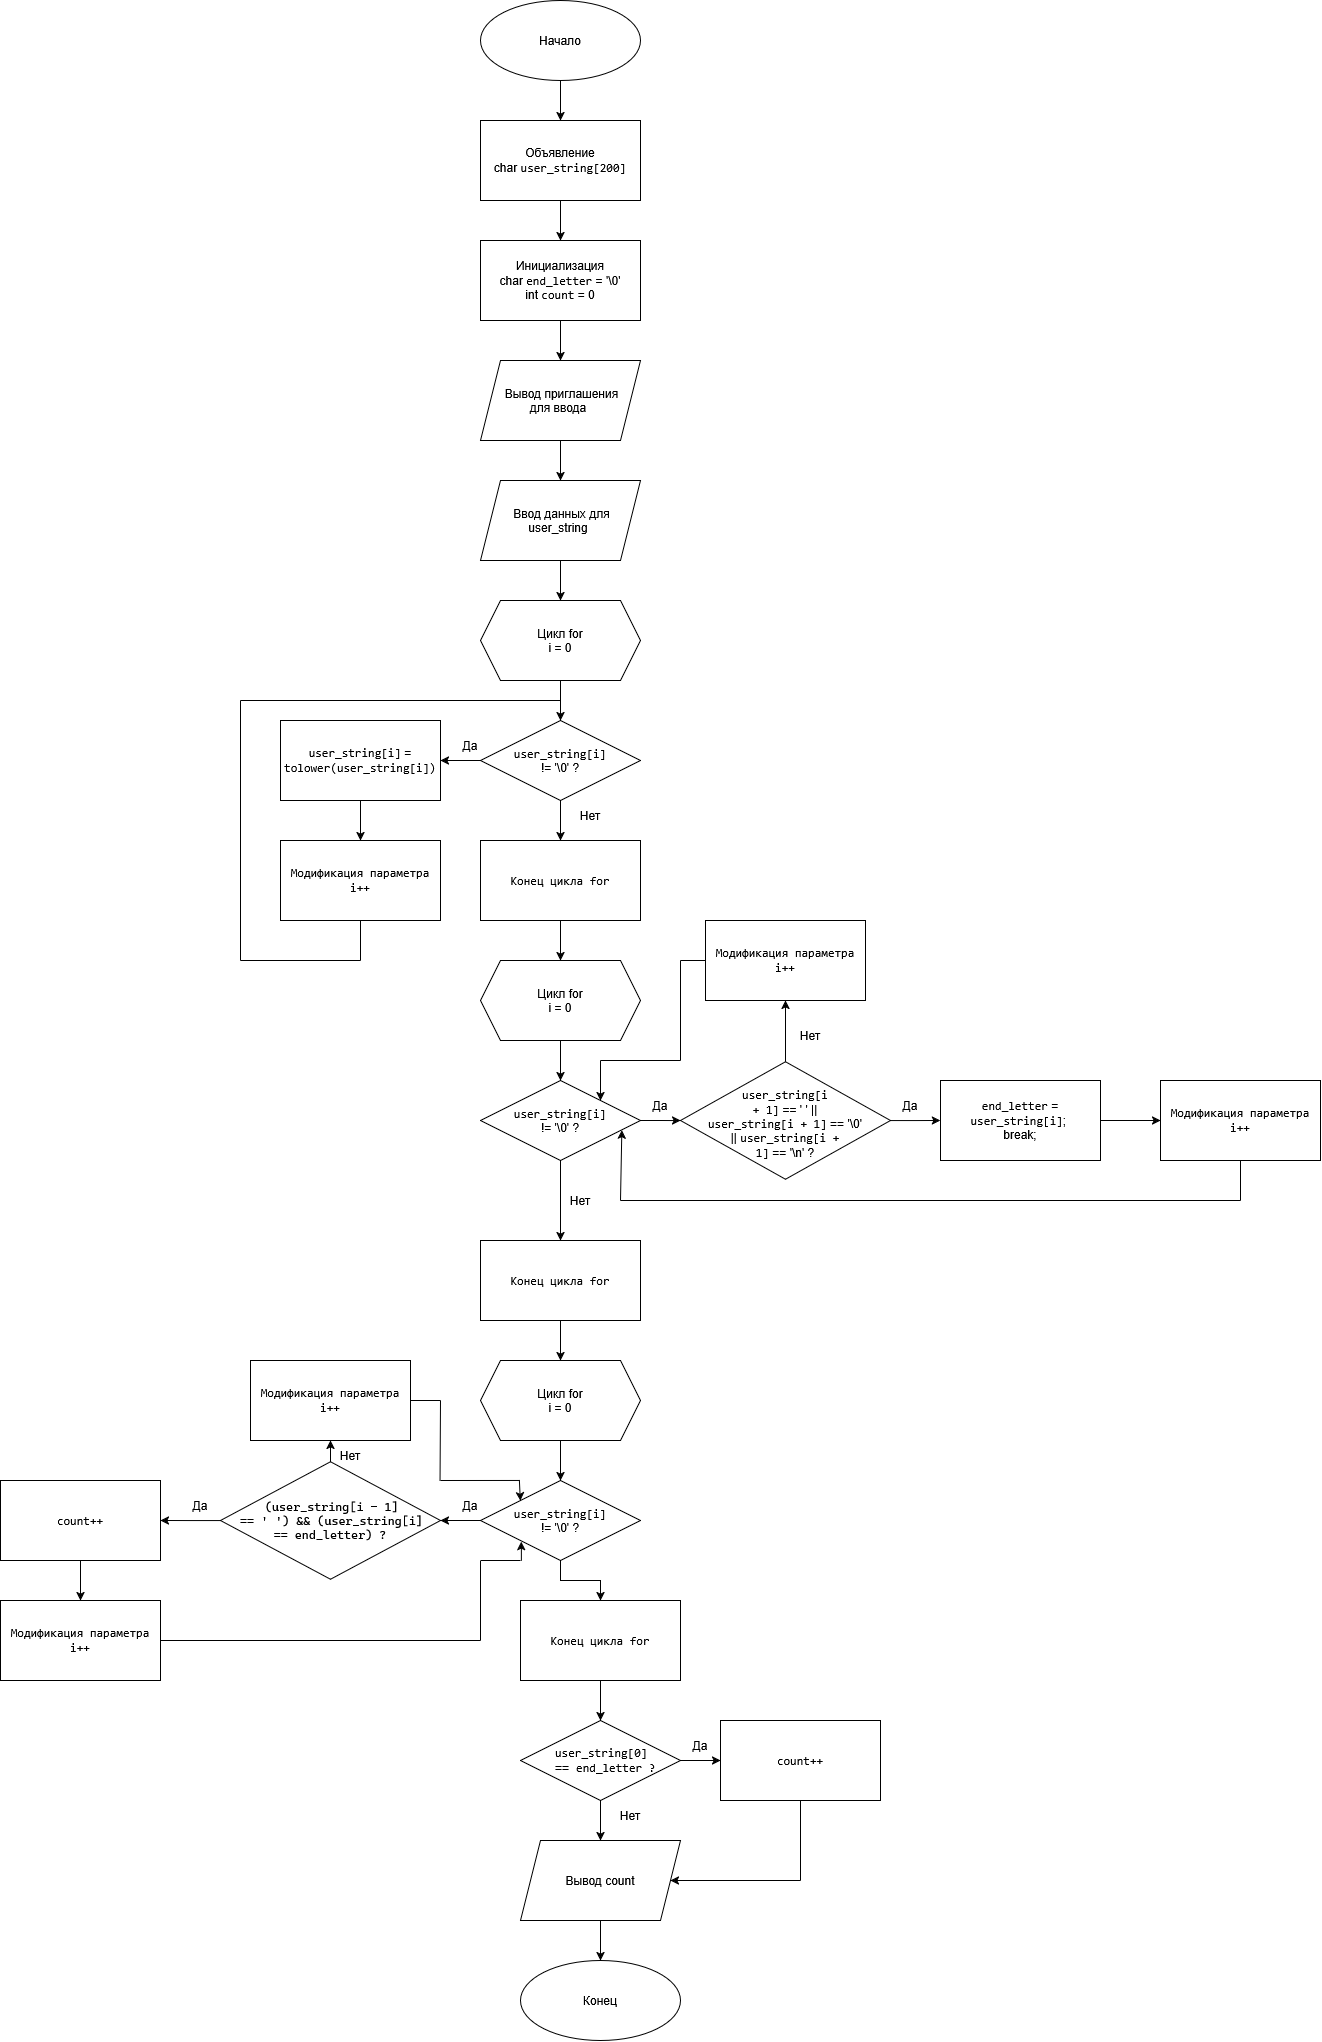 Начало
Объявление
char user_string[200]
Инициализация
char end_letter = '\0'
int count = 0
Вывод приглашения
для ввода
Ввод данных для
user_string
Цикл for
i = 0
user_string[i]
!= '\0' ?
Да
user_string[i] =
tolower(user_string[i])
Нет
Модификация параметра
i++
Конец цикла for
Цикл for
i = 0
Модификация параметра
i++
Нет
user_string[i]
!= '\0' ?
Да
user_string[i
+ 1] == ' ' ||
user_string[i + 1] == '\0'
|| user_string[i +
1] == '\n' ?
Да
end_letter =
user_string[i];
break;
Модификация параметра
i++
Нет
Конец цикла for
Цикл for
i = 0
Модификация параметра
i++
Нет
user_string[i]
!= '\0' ?
Да
(user_string[i - 1]
== ' ') && (user_string[i]
== end_letter) ?
Да
count++
Модификация параметра
i++
Конец цикла for
user_string[0]
== end_letter ?
Да
count++
Нет
Вывод count
Конец